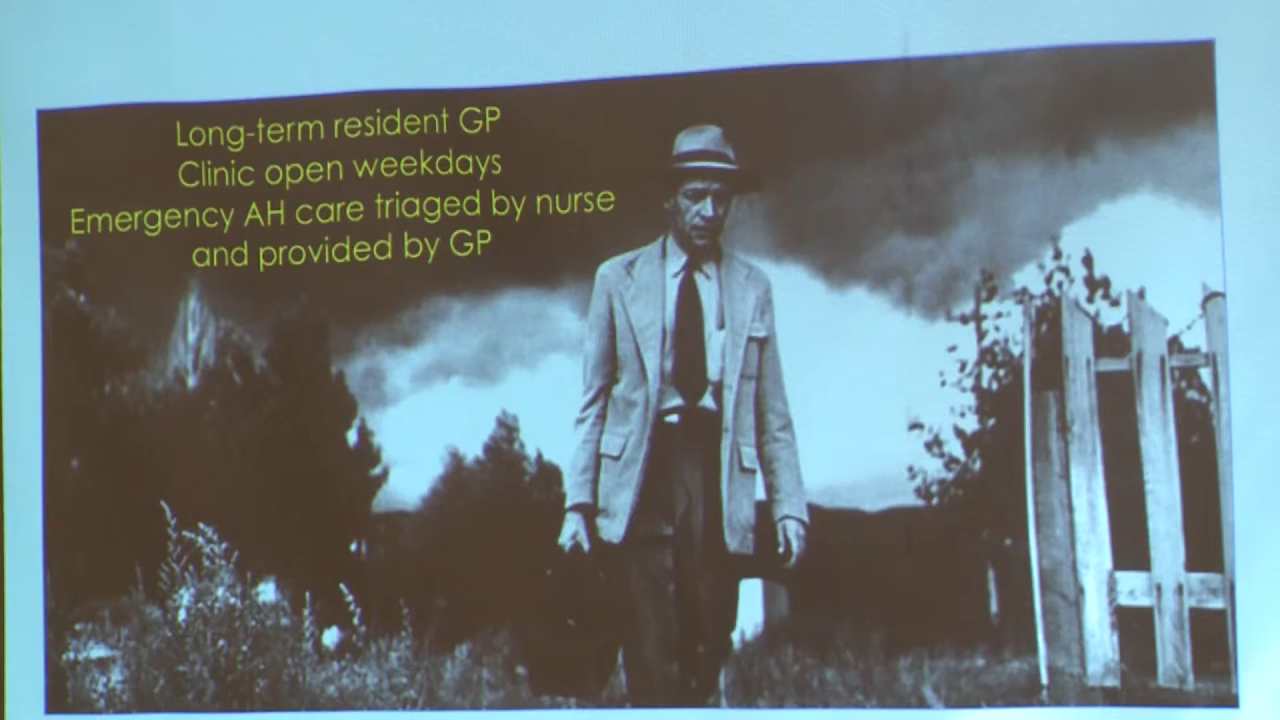 Long-term resident GP
Clinic open weekdays
Emergency AH care triaged by nurse
and provided by GP